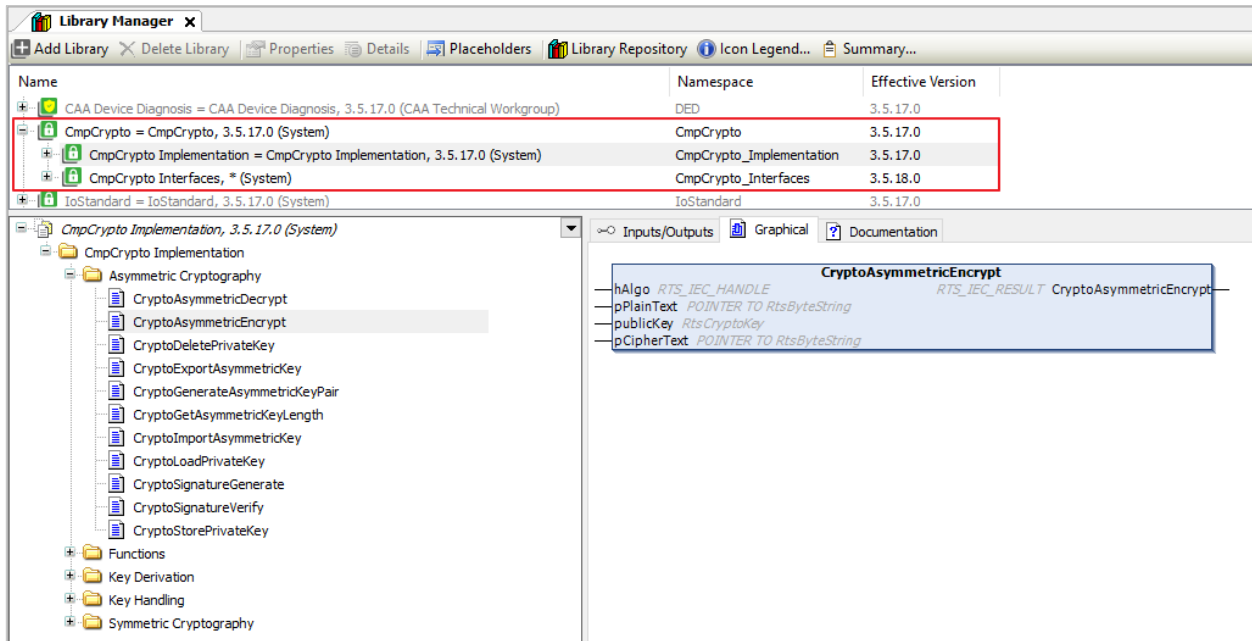 Library Manager X
Add Library Delete Library Properties Details Placeholders Library Repository Icon Legend... Summary...
Name Namespace Effective Version
CAA Device Diagnosis = CAA Device Diagnosis, 3.5.17.0 (CAA Technical Workgroup) DED 3.5.17.0
CmpCrypto = CmpCrypto, 3.5.17.0 (System) CmpCrypto 3.5.17.0
CmpCrypto Implementation = CmpCrypto Implementation, 3.5.17.0 (System) CmpCrypto_Implementation 3.5.17.0
CmpCrypto Interfaces, * (System) CmpCrypto_Interfaces 3.5.18.0
IoStandard = IoStandard, 3.5.17.0 (System) IoStandard 3.5.17.0
CmpCrypto Implementation, 3.5.17.0 (System)
CmpCrypto Implementation
Asymmetric Cryptography
CryptoAsymmetricDecrypt
CryptoAsymmetricEncrypt
CryptoDeletePrivateKey
CryptoExportAsymmetricKey
CryptoGenerateAsymmetricKeyPair
CryptoGetAsymmetricKeyLength
CryptoImportAsymmetricKey
CryptoLoadPrivateKey
CryptoSignatureGenerate
CryptoSignatureVerify
CryptoStorePrivateKey
Functions
Key Derivation
Key Handling
Symmetric Cryptography
Inputs/Outputs Graphical Documentation
CryptoAsymmetricEncrypt
hAlgo RTS_IEC_HANDLE RTS_IEC_RESULT CryptoAsymmetricEncrypt
pPlainText POINTER TO RtsByteString
publicKey RtsCryptoKey
pCipherText POINTER TO RtsByteString